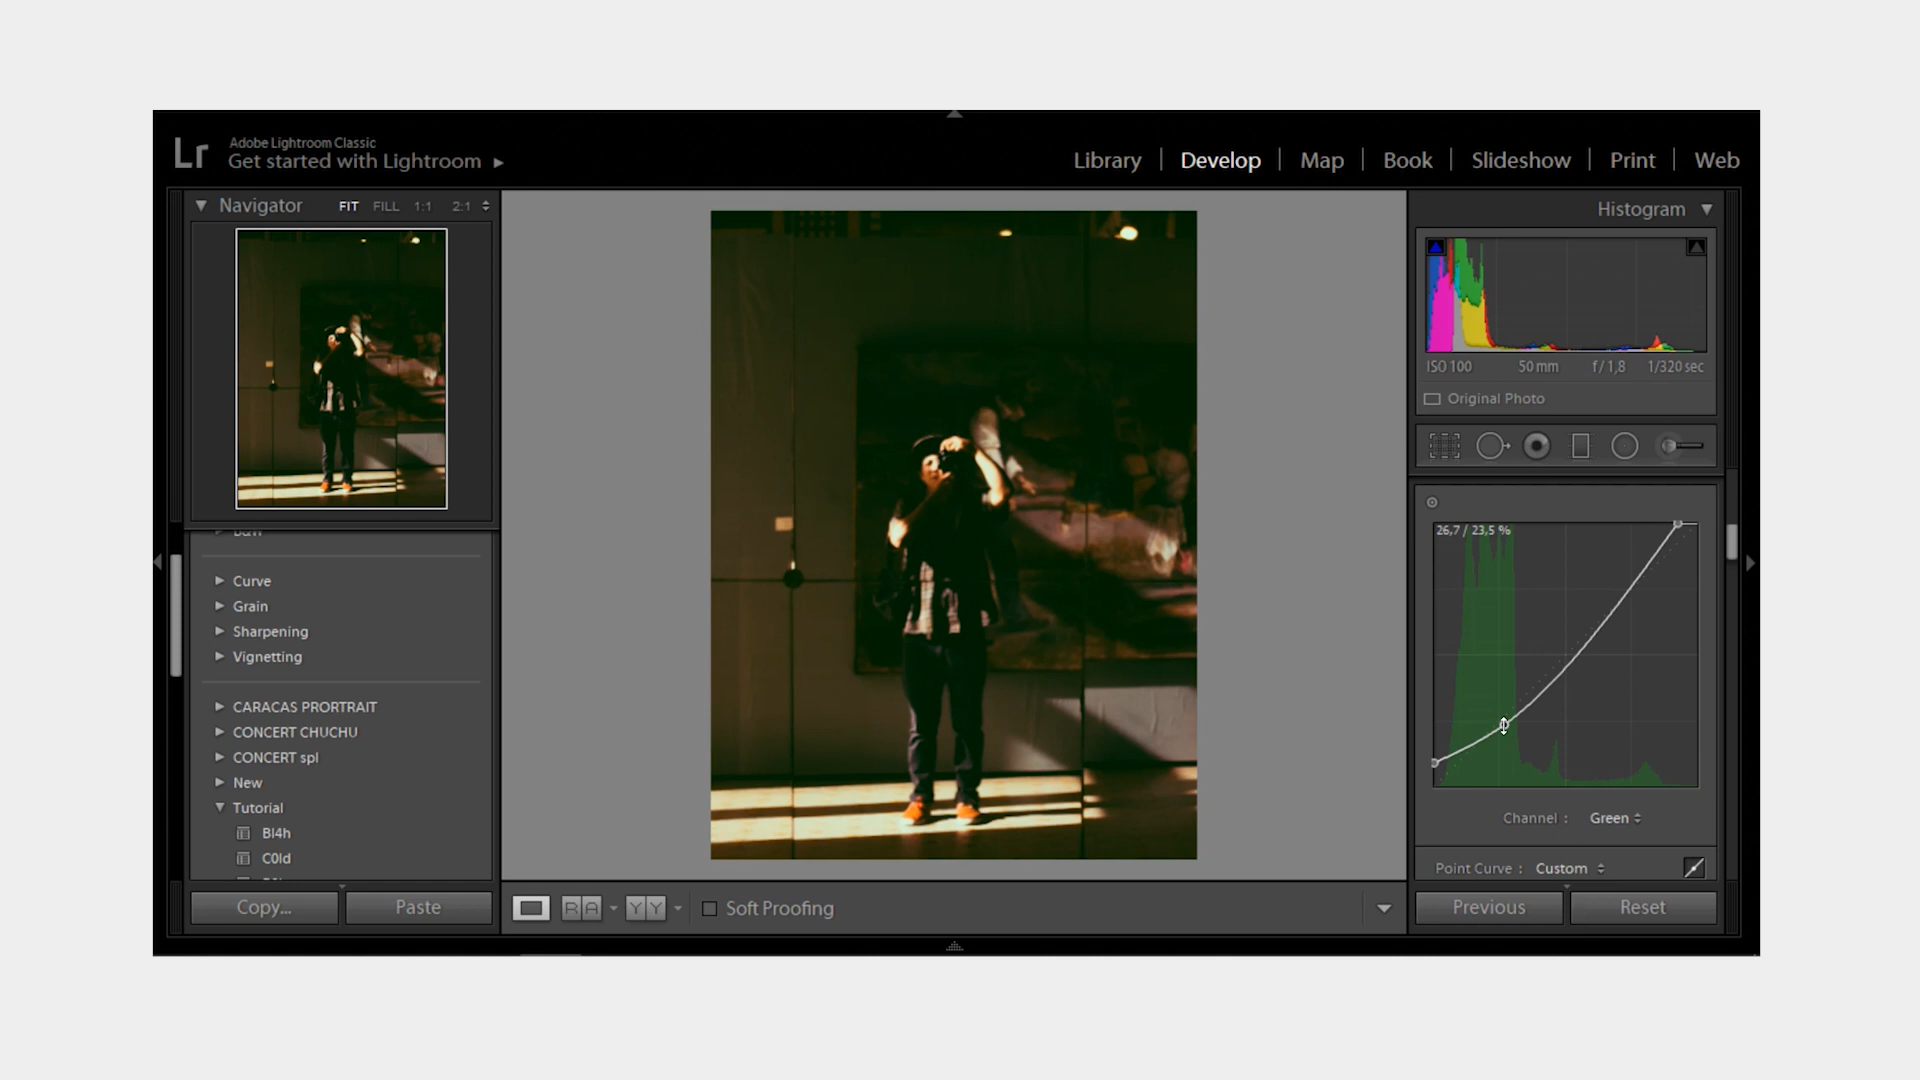 Lr
Adobe Lightroom Classic
Get started with Lightroom
Library | Develop | Map | Book | Slideshow | Print | Web
Navigator FIT FILL 1:1 2:1
Histogram
ISO 100 50 mm f / 1,8 1/320 sec
Original Photo
26,7 / 23,5 %
Channel : Green
Point Curve : Custom
Previous Reset
B&W
Curve
Grain
Sharpening
Vignetting
CARACAS PRORTRAIT
CONCERT CHUCHU
CONCERT spl
New
Tutorial
Bl4h
C0ld
Copy... Paste
R A Y Y Soft Proofing